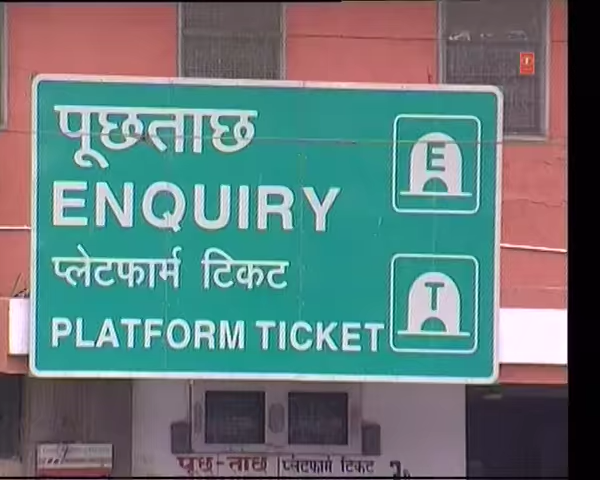 पूछताछ
E
ENQUIRY
प्लेटफार्म टिकट
T
PLATFORM TICKET
पूछ-ताछ प्लेटफार्म टिकट